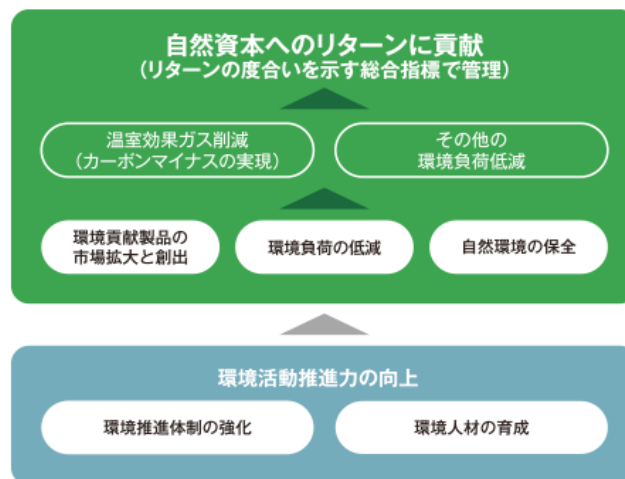 自然資本へのリターンに貢献
(リターンの度合いを示す総合指標で管理)
温室効果ガス削減
(カーボンマイナスの実現)
その他の
環境負荷低減
環境貢献製品の
市場拡大と創出
環境負荷の低減
自然環境の保全
環境活動推進力の向上
環境推進体制の強化
環境人材の育成